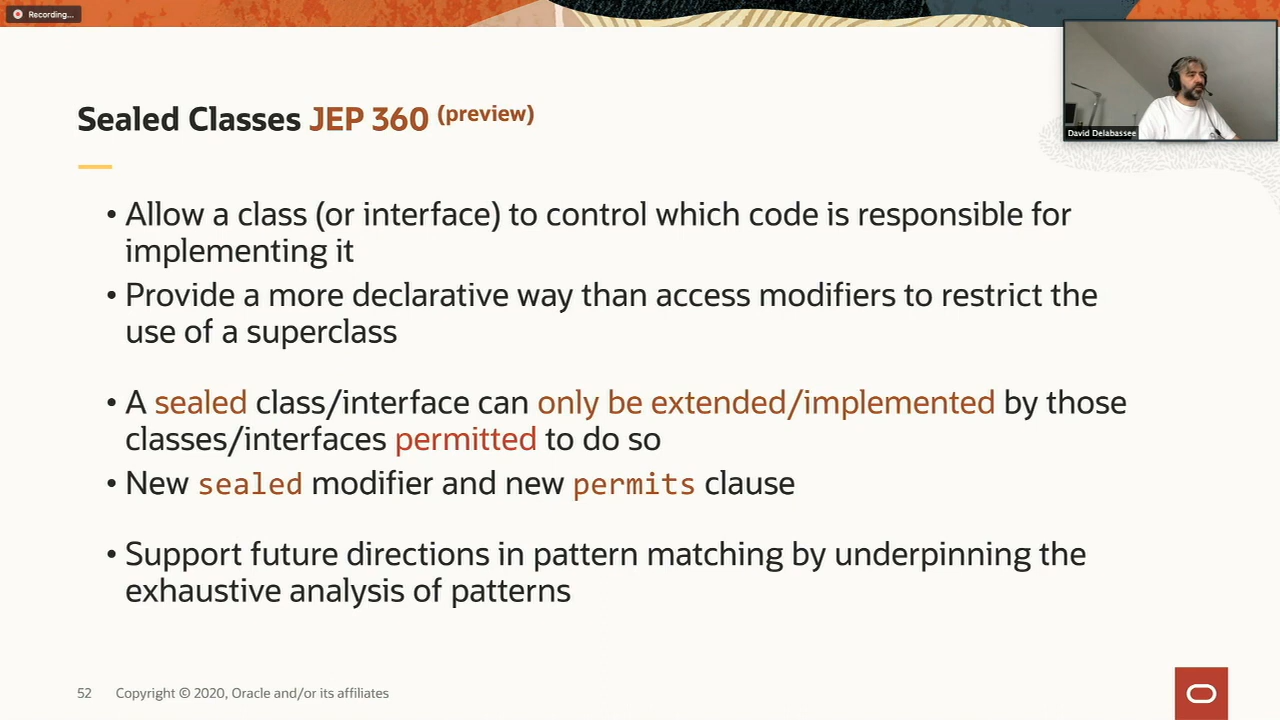 Recording...
David Delabassee
Sealed Classes JEP 360 (preview)
• Allow a class (or interface) to control which code is responsible for
implementing it
• Provide a more declarative way than access modifiers to restrict the
use of a superclass
• A sealed class/interface can only be extended/implemented by those
classes/interfaces permitted to do so
• New sealed modifier and new permits clause
• Support future directions in pattern matching by underpinning the
exhaustive analysis of patterns
52 Copyright © 2020, Oracle and/or its affiliates